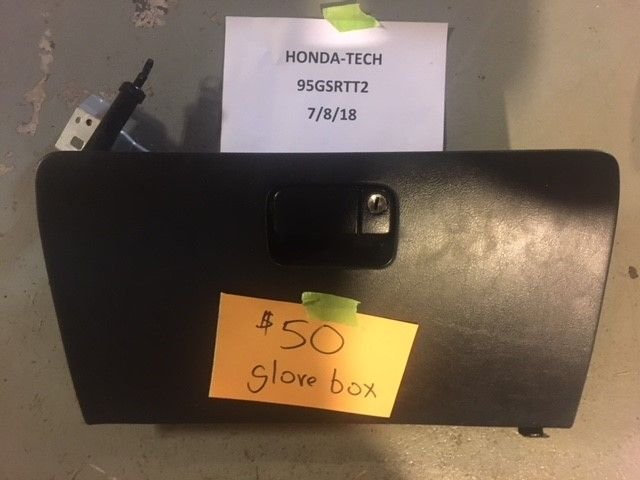 HONDA-TECH
95GSRTT2
7/8/18
$50
glove box